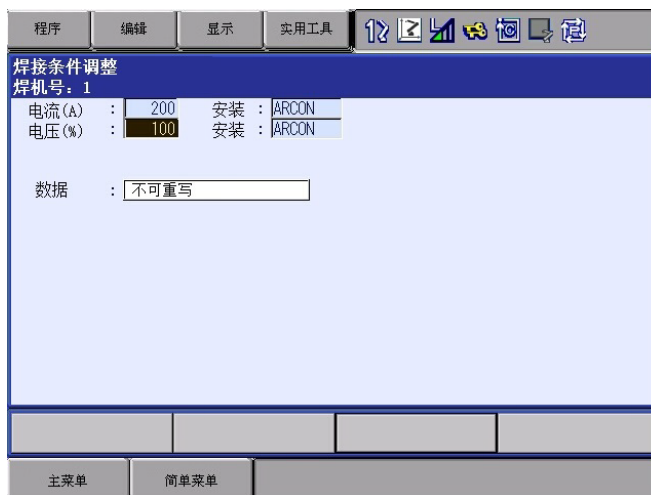 程序 编辑 显示 实用工具
焊接条件调整
焊机号：1
电流(A) : 200 安装 : ARCON
电压(%) : 100 安装 : ARCON
数据 : 不可重写
主菜单 简单菜单